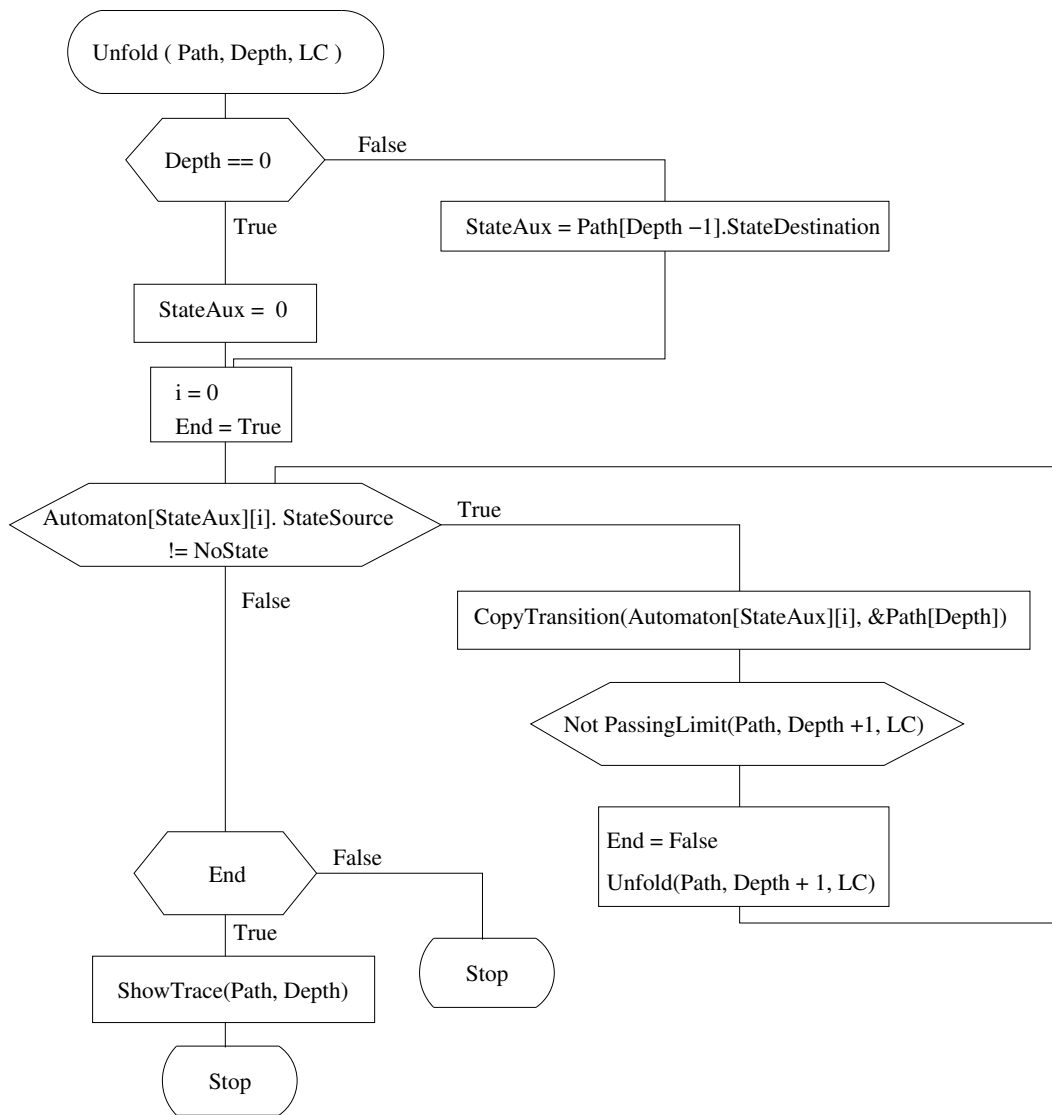 Unfold ( Path, Depth, LC )
False
Depth == 0
True
StateAux = Path[Depth −1].StateDestination
StateAux = 0
i = 0
End = True
True
Automaton[StateAux][i]. StateSource
!= NoState
False
CopyTransition(Automaton[StateAux][i], &Path[Depth])
Not PassingLimit(Path, Depth +1, LC)
End = False
Unfold(Path, Depth + 1, LC)
False
End
True
Stop
ShowTrace(Path, Depth)
Stop